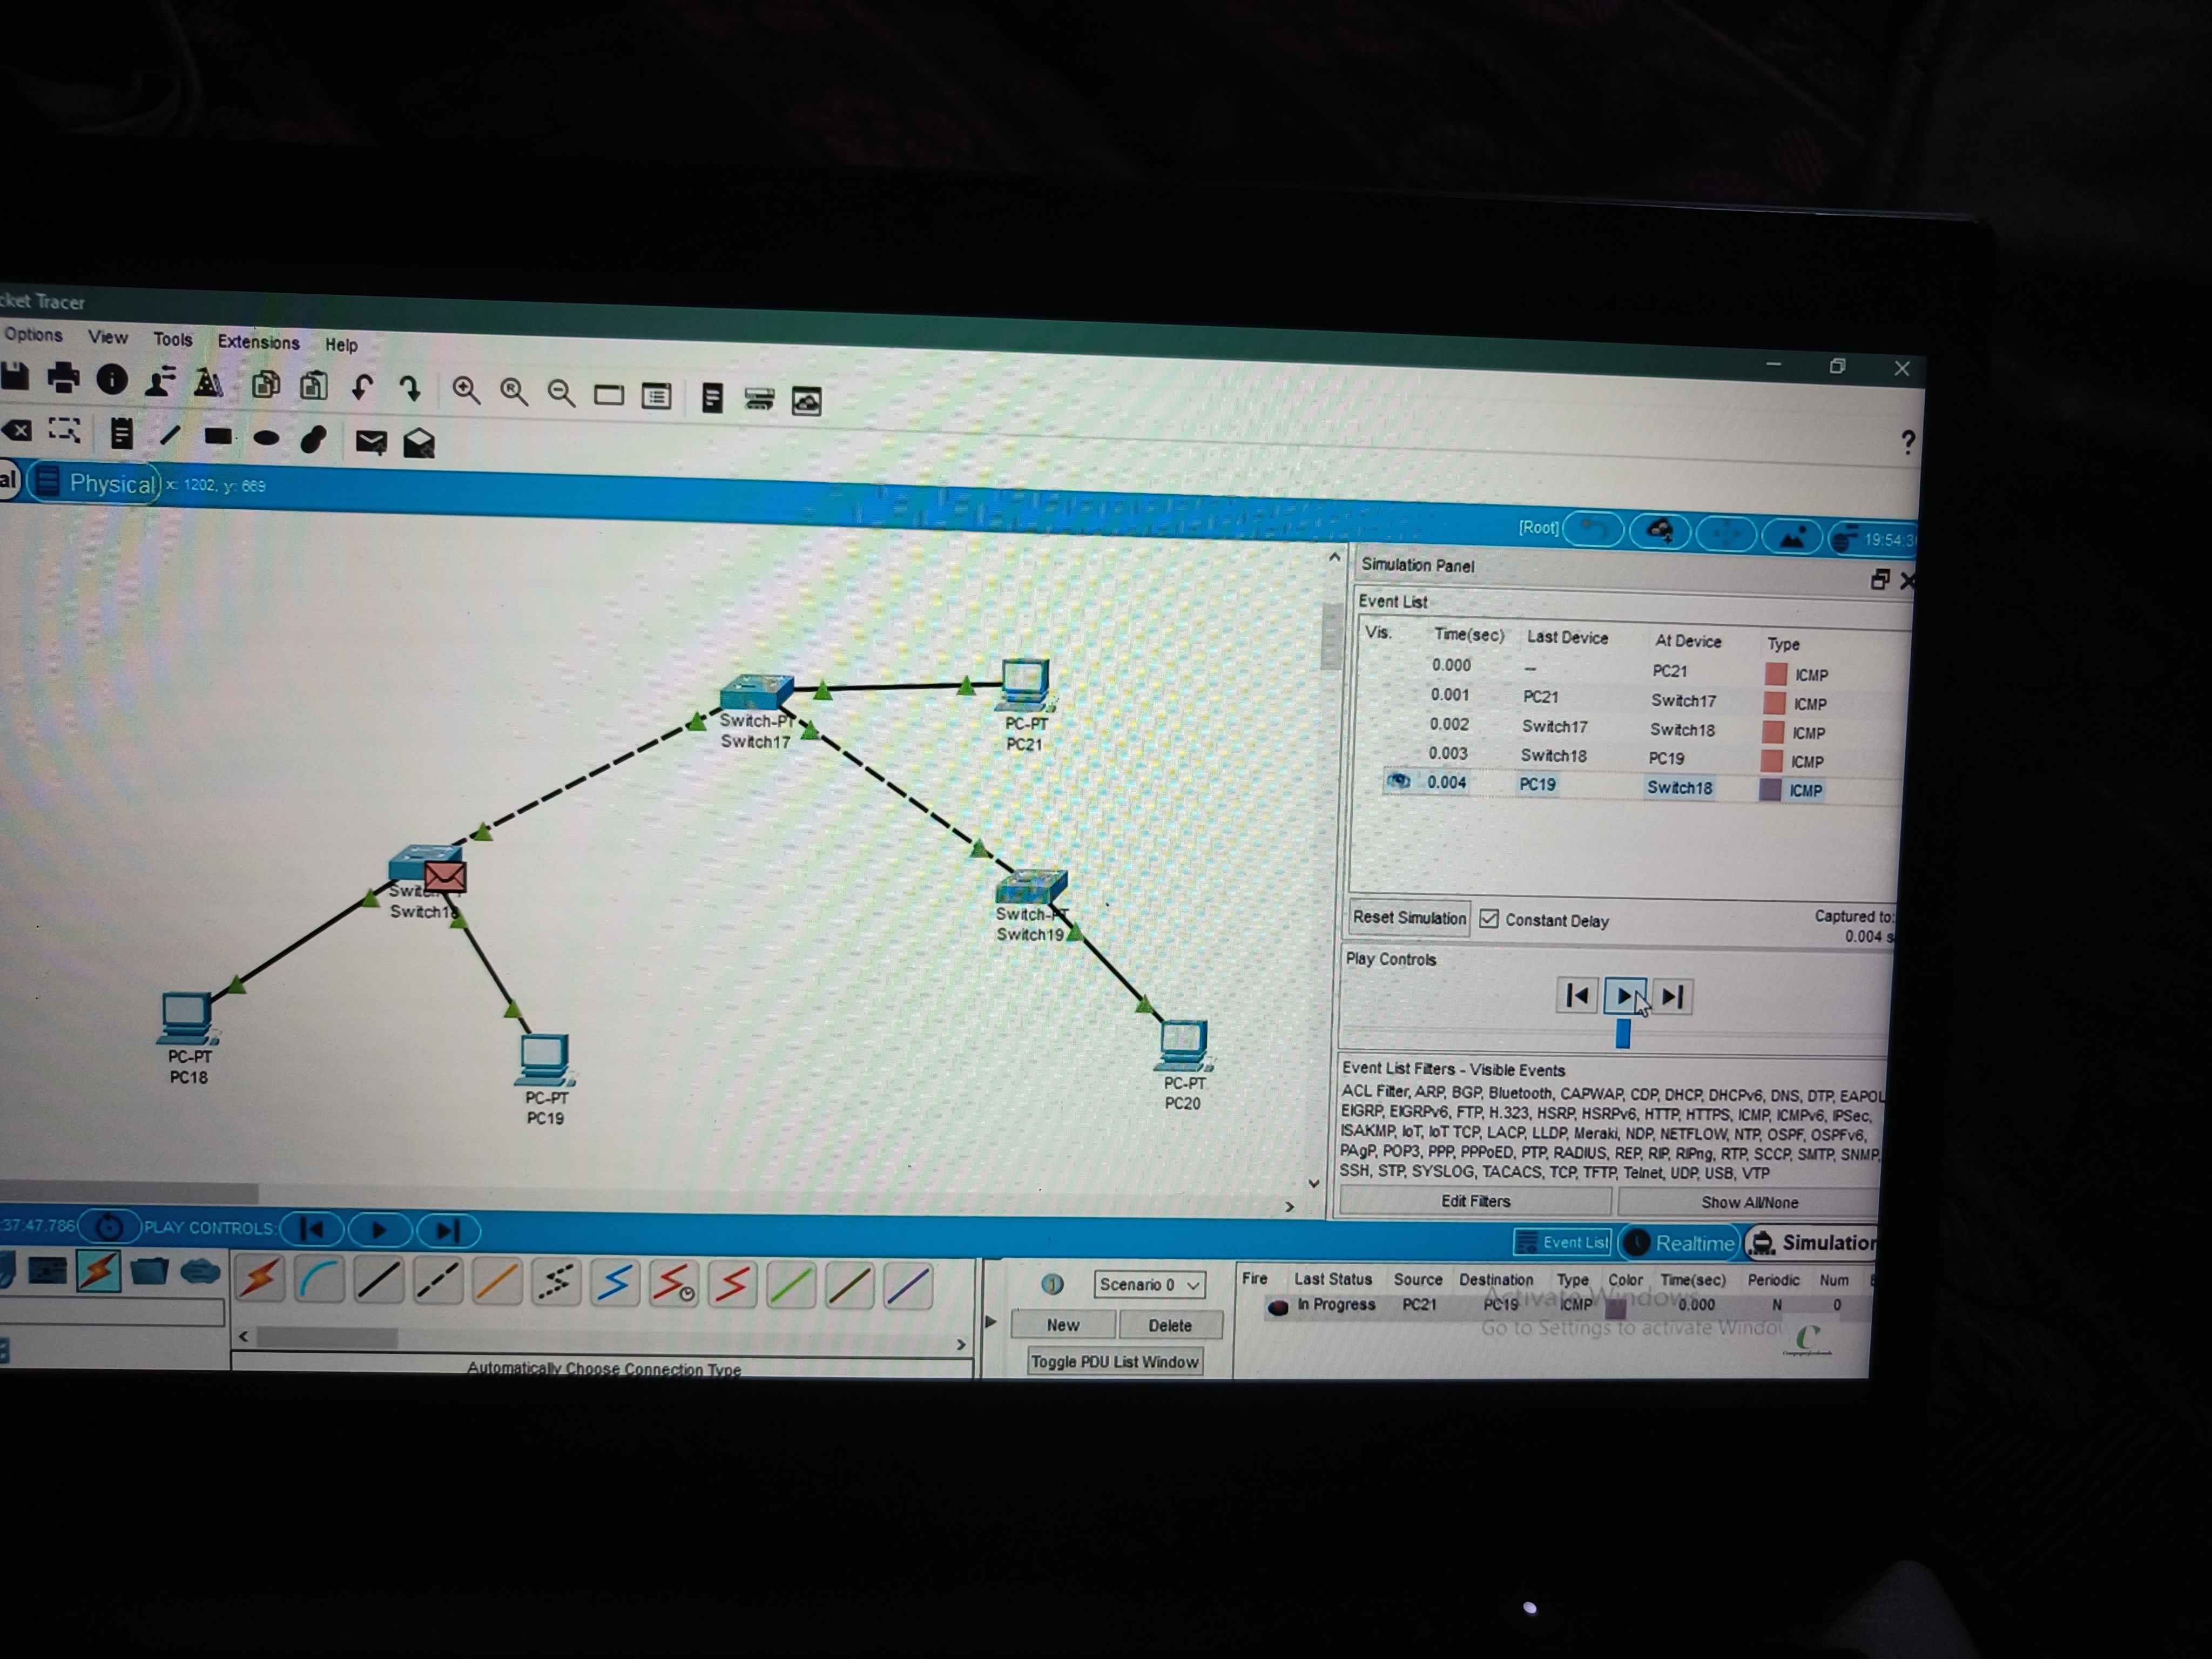 cket Tracer
Options View Tools Extensions Help
?
al Physical x: 1202, y: 669
[Root] 19:54:3
Simulation Panel
Event List
Vis. Time(sec) Last Device At Device Type
0.000 -- PC21 ICMP
0.001 PC21 Switch17 ICMP
0.002 Switch17 Switch18 ICMP
0.003 Switch18 PC19 ICMP
0.004 PC19 Switch18 ICMP
Reset Simulation Constant Delay Captured to:
0.004 s
Play Controls
Event List Filters - Visible Events
ACL Filter, ARP, BGP, Bluetooth, CAPWAP, CDP, DHCP, DHCPv6, DNS, DTP, EAPOL
EIGRP, EIGRPv6, FTP, H.323, HSRP, HSRPv6, HTTP, HTTPS, ICMP, ICMPv6, IPSec,
ISAKMP, IoT, IoT TCP, LACP, LLDP, Meraki, NDP, NETFLOW, NTP, OSPF, OSPFv6,
PAgP, POP3, PPP, PPPoED, PTP, RADIUS, REP, RIP, RIPng, RTP, SCCP, SMTP, SNMP,
SSH, STP, SYSLOG, TACACS, TCP, TFTP, Telnet, UDP, USB, VTP
Edit Filters Show All/None
Switch-PT
Switch17
PC-PT
PC21
Switch18
Switch-PT
Switch19
PC-PT
PC18
PC-PT
PC19
PC-PT
PC20
37:47.786 PLAY CONTROLS:
Event List Realtime Simulation
Scenario 0
New Delete
Toggle PDU List Window
Automatically Choose Connection Type
Fire Last Status Source Destination Type Color Time(sec) Periodic Num
In Progress PC21 PC19 ICMP 0.000 N 0
Activate Windows
Go to Settings to activate Window